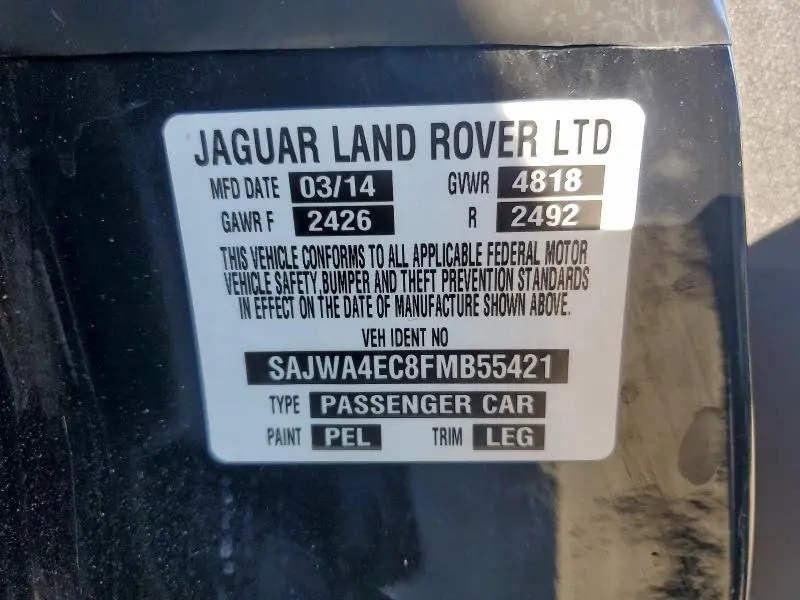 JAGUAR LAND ROVER LTD
MFD DATE 03/14 GVWR 4818
GAWR F 2426 R 2492
THIS VEHICLE CONFORMS TO ALL APPLICABLE FEDERAL MOTOR
VEHICLE SAFETY,BUMPER AND THEFT PREVENTION STANDARDS
IN EFFECT ON THE DATE OF MANUFACTURE SHOWN ABOVE.
VEH IDENT NO
SAJWA4EC8FMB55421
TYPE PASSENGER CAR
PAINT PEL TRIM LEG